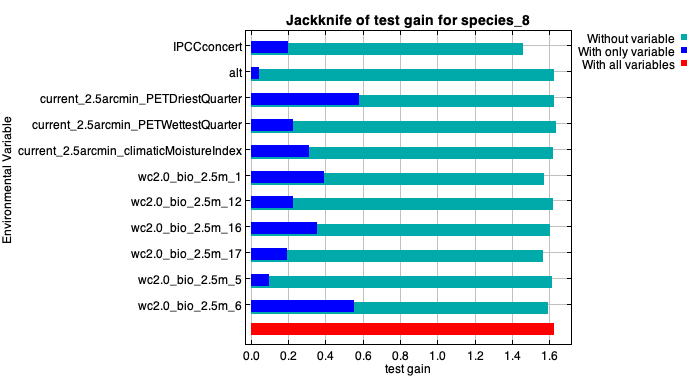 Jackknife of test gain for species_8
Without variable
With only variable
With all variables
Environmental Variable
IPCCconcert
alt
current_2.5arcmin_PETDriestQuarter
current_2.5arcmin_PETWettestQuarter
current_2.5arcmin_climaticMoistureIndex
wc2.0_bio_2.5m_1
wc2.0_bio_2.5m_12
wc2.0_bio_2.5m_16
wc2.0_bio_2.5m_17
wc2.0_bio_2.5m_5
wc2.0_bio_2.5m_6
0.0 0.2 0.4 0.6 0.8 1.0 1.2 1.4 1.6
test gain